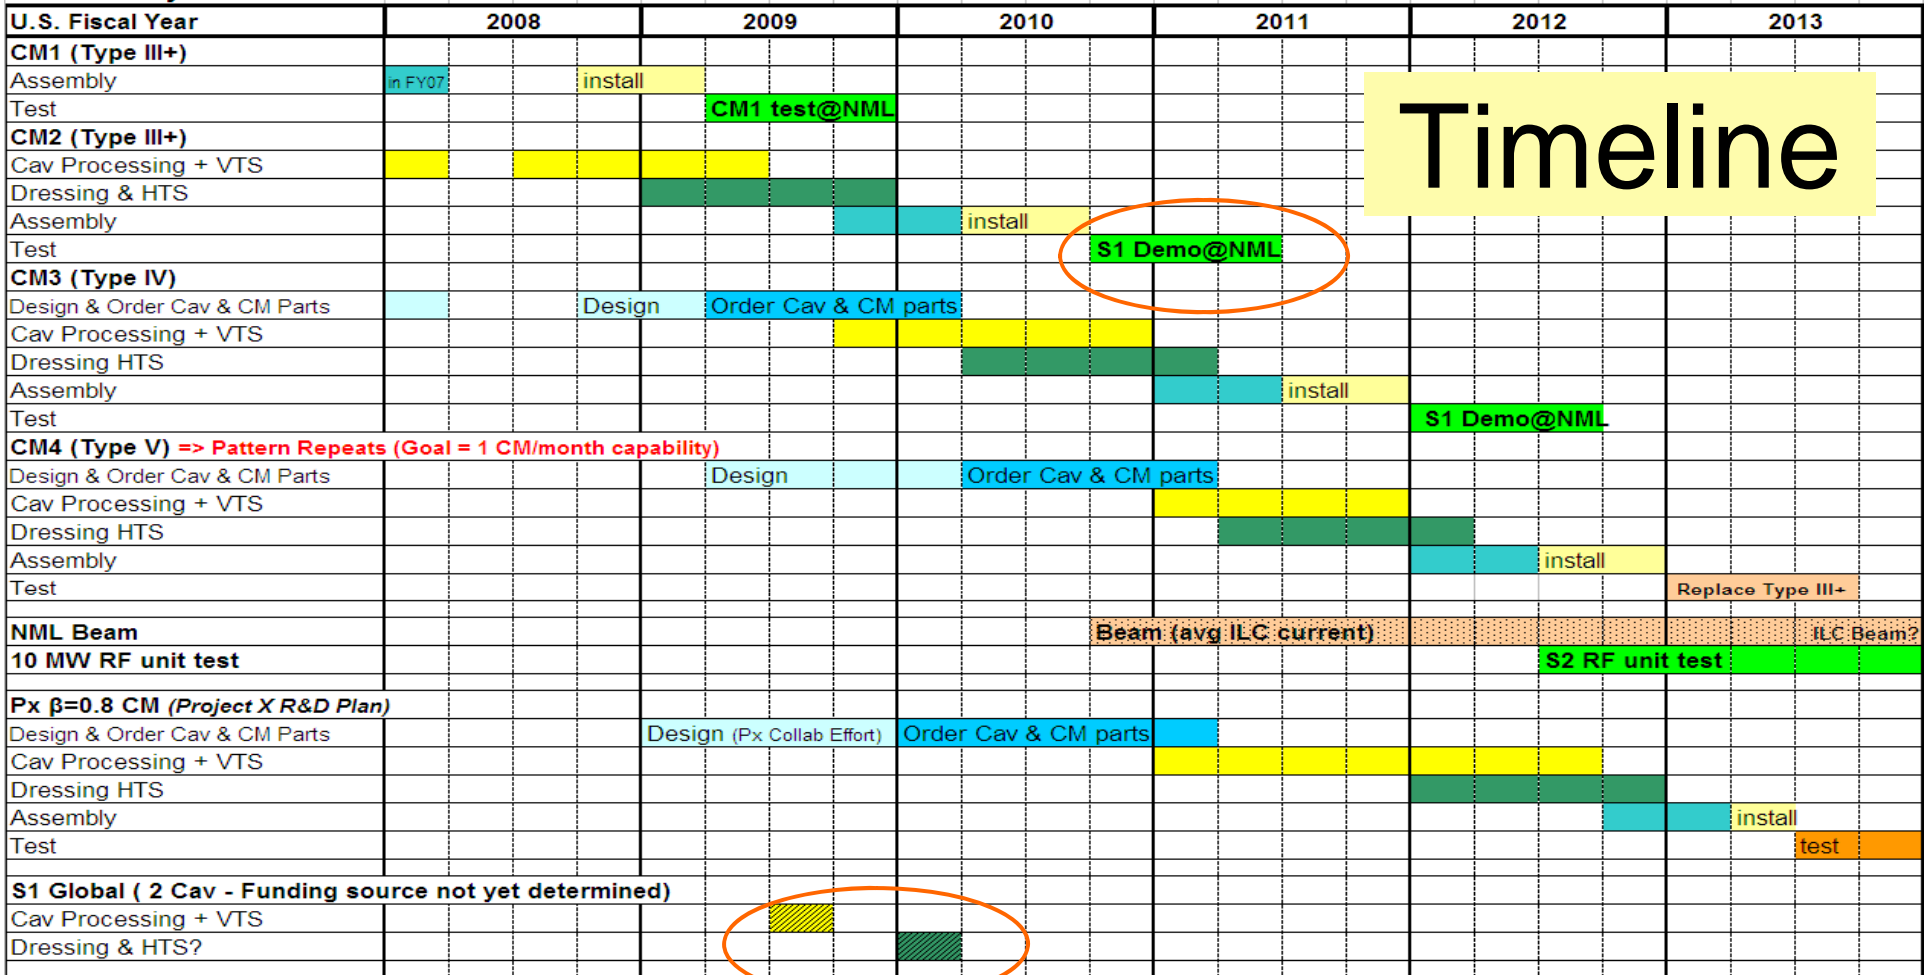 U.S. Fiscal Year 2008 2009 2010 2011 2012 2013
CM1 (Type III+)
Assembly in FY07 install
Test CM1 test@NML
Timeline
CM2 (Type III+)
Cav Processing + VTS
Dressing & HTS
Assembly install
Test S1 Demo@NML
CM3 (Type IV)
Design & Order Cav & CM Parts Design Order Cav & CM parts
Cav Processing + VTS
Dressing HTS
Assembly install
Test S1 Demo@NML
CM4 (Type V) => Pattern Repeats (Goal = 1 CM/month capability)
Design & Order Cav & CM Parts Design Order Cav & CM parts
Cav Processing + VTS
Dressing HTS
Assembly install
Test Replace Type III+
NML Beam Beam (avg ILC current) ILC Beam?
10 MW RF unit test S2 RF unit test
Px β=0.8 CM (Project X R&D Plan)
Design & Order Cav & CM Parts Design (Px Collab Effort) Order Cav & CM parts
Cav Processing + VTS
Dressing HTS
Assembly install
Test test
S1 Global ( 2 Cav - Funding source not yet determined)
Cav Processing + VTS
Dressing & HTS?